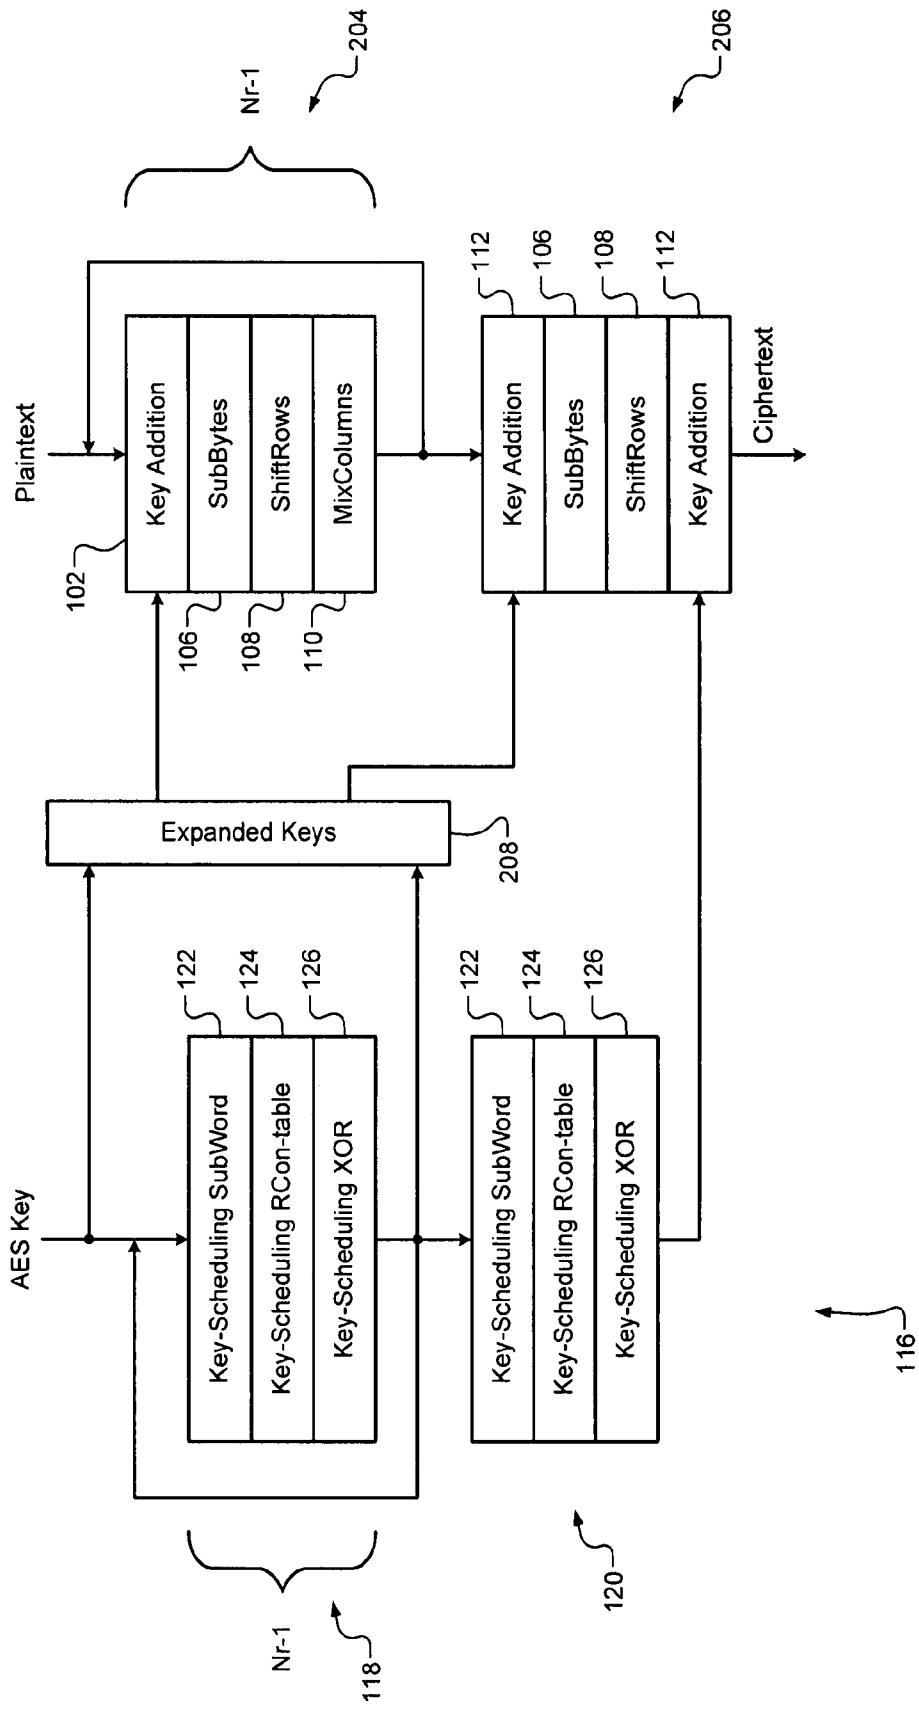 AES Key
Nr-1
118
Key-Scheduling SubWord
Key-Scheduling RCon-table
Key-Scheduling XOR
122
124
126
120
Key-Scheduling SubWord
Key-Scheduling RCon-table
Key-Scheduling XOR
122
124
126
116
Expanded Keys
208
Plaintext
102
Key Addition
SubBytes
ShiftRows
MixColumns
106
108
110
Nr-1
204
Key Addition
SubBytes
ShiftRows
Key Addition
112
106
108
112
206
Ciphertext